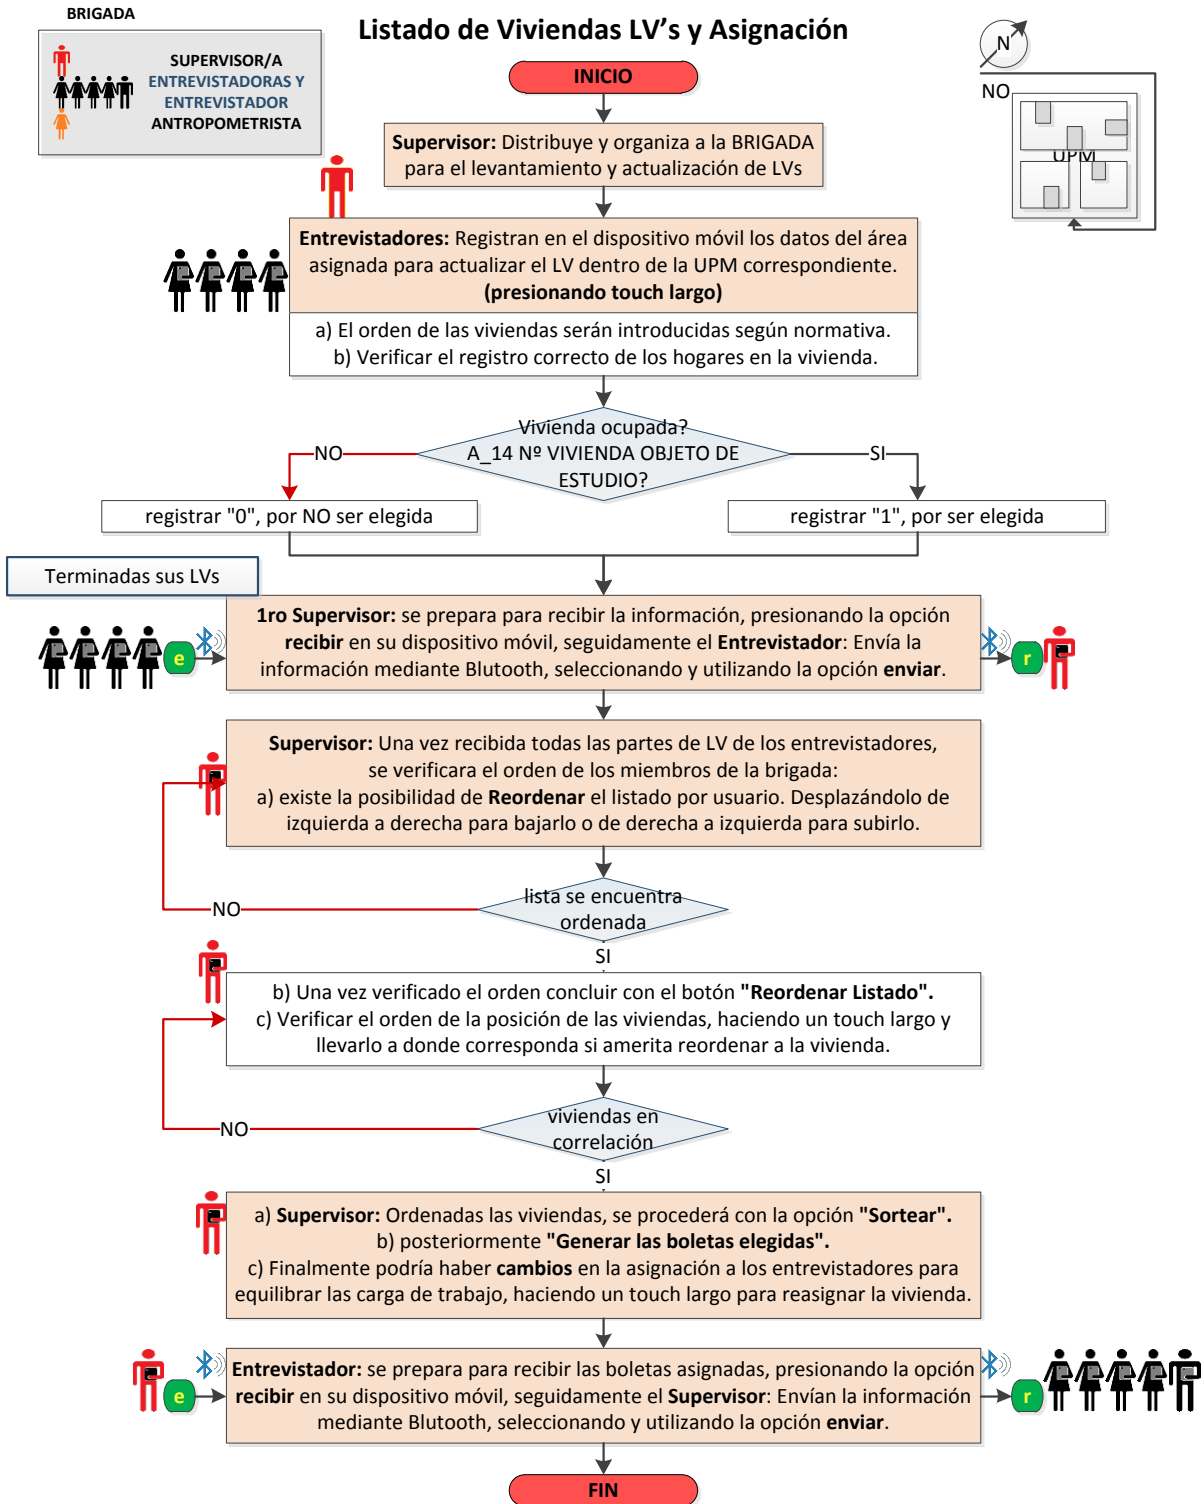 BRIGADA
SUPERVISOR/A
ENTREVISTADORAS Y
ENTREVISTADOR
ANTROPOMETRISTA
Listado de Viviendas LV's y Asignación
N
NO
UPM
INICIO
Supervisor: Distribuye y organiza a la BRIGADA
para el levantamiento y actualización de LVs
Entrevistadores: Registran en el dispositivo móvil los datos del área
asignada para actualizar el LV dentro de la UPM correspondiente.
(presionando touch largo)
a) El orden de las viviendas serán introducidas según normativa.
b) Verificar el registro correcto de los hogares en la vivienda.
Vivienda ocupada?
A_14 Nº VIVIENDA OBJETO DE
ESTUDIO?
NO
SI
registrar "0", por NO ser elegida
registrar "1", por ser elegida
Terminadas sus LVs
1ro Supervisor: se prepara para recibir la información, presionando la opción
recibir en su dispositivo móvil, seguidamente el Entrevistador: Envía la
información mediante Blutooth, seleccionando y utilizando la opción enviar.
e
r
Supervisor: Una vez recibida todas las partes de LV de los entrevistadores,
se verificara el orden de los miembros de la brigada:
a) existe la posibilidad de Reordenar el listado por usuario. Desplazándolo de
izquierda a derecha para bajarlo o de derecha a izquierda para subirlo.
lista se encuentra
ordenada
NO
SI
b) Una vez verificado el orden concluir con el botón "Reordenar Listado".
c) Verificar el orden de la posición de las viviendas, haciendo un touch largo y
llevarlo a donde corresponda si amerita reordenar a la vivienda.
viviendas en
correlación
NO
SI
a) Supervisor: Ordenadas las viviendas, se procederá con la opción "Sortear".
b) posteriormente "Generar las boletas elegidas".
c) Finalmente podría haber cambios en la asignación a los entrevistadores para
equilibrar las carga de trabajo, haciendo un touch largo para reasignar la vivienda.
Entrevistador: se prepara para recibir las boletas asignadas, presionando la opción
recibir en su dispositivo móvil, seguidamente el Supervisor: Envían la información
mediante Blutooth, seleccionando y utilizando la opción enviar.
e
r
FIN